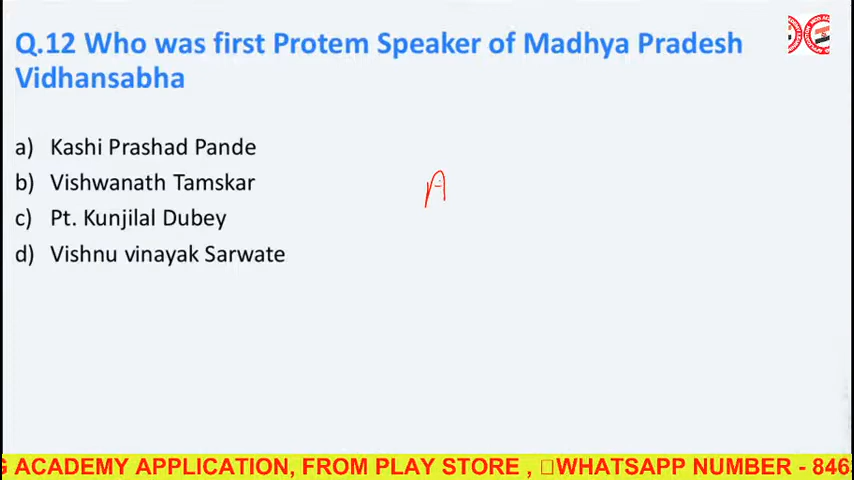 Q.12 Who was first Protem Speaker of Madhya Pradesh
Vidhansabha
a) Kashi Prashad Pande
b) Vishwanath Tamskar
A
c) Pt. Kunjilal Dubey
d) Vishnu vinayak Sarwate
G ACADEMY APPLICATION, FROM PLAY STORE , WHATSAPP NUMBER - 846